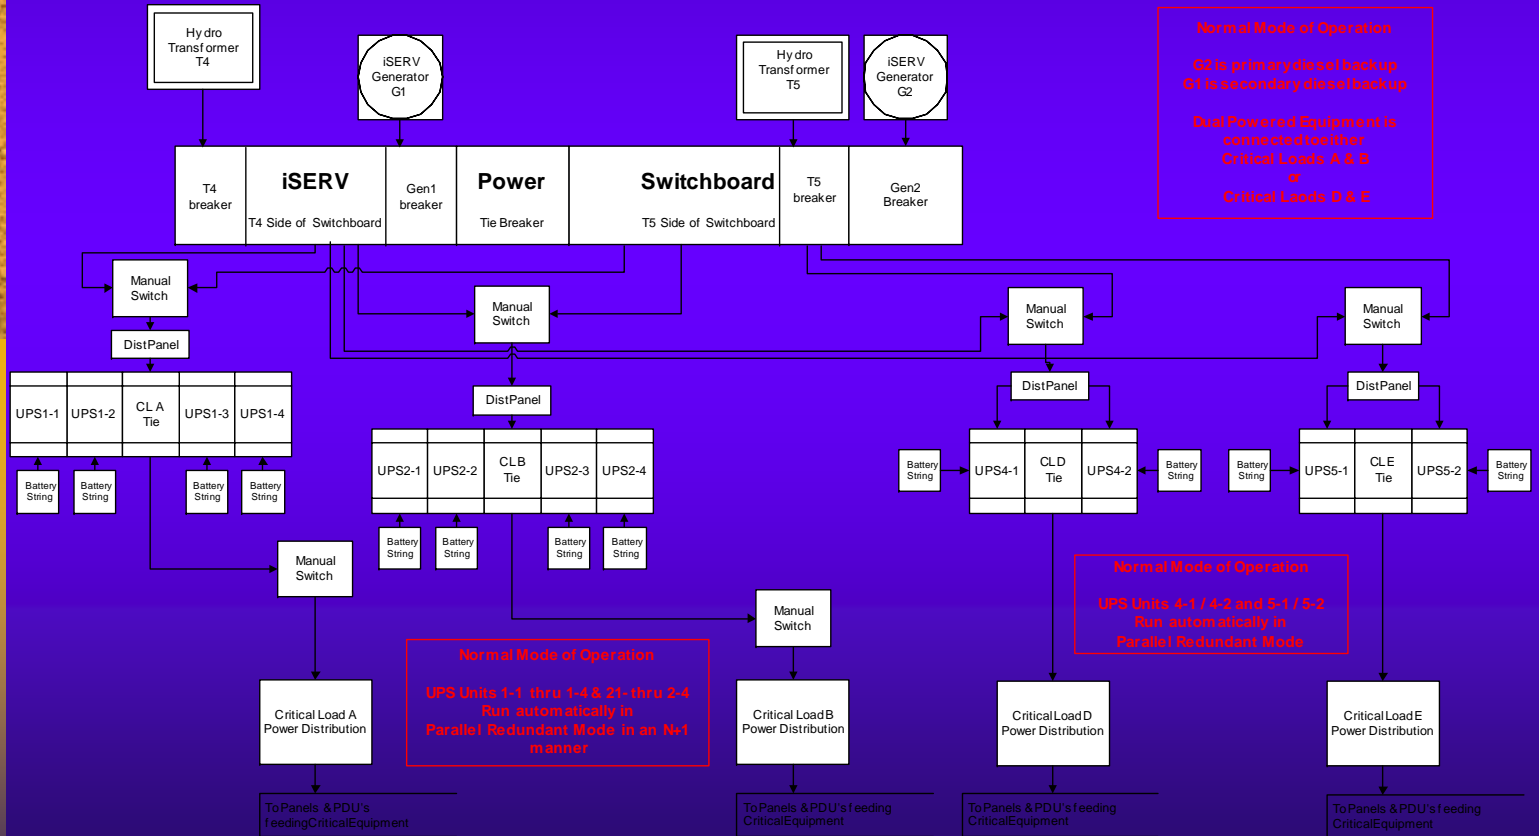 Hydro
Transformer
T4
iSERV
Generator
G1
Hydro
Transformer
T5
iSERV
Generator
G2
Normal Mode of Operation
G2 is primary diesel backup
G1 is secondary diesel backup
Dual Powered Equipment is
connected to either
Critical Loads A & B
or
Critical Laods D & E
T4
breaker
iSERV
T4 Side of Switchboard
Gen1
breaker
Power
Tie Breaker
Switchboard
T5 Side of Switchboard
T5
breaker
Gen2
Breaker
Manual
Switch
Manual
Switch
Manual
Switch
Manual
Switch
DistPanel
DistPanel
DistPanel
DistPanel
UPS1-1
UPS1-2
CL A
Tie
UPS1-3
UPS1-4
Battery
String
Battery
String
Battery
String
Battery
String
UPS2-1
UPS2-2
CLB
Tie
UPS2-3
UPS2-4
Battery
String
Battery
String
Battery
String
Battery
String
Battery
String
UPS4-1
CLD
Tie
UPS4-2
Battery
String
Battery
String
UPS5-1
CLE
Tie
UPS5-2
Battery
String
Manual
Switch
Manual
Switch
Normal Mode of Operation
UPS Units 4-1 / 4-2 and 5-1 / 5-2
Run automatically in
Parallel Redundant Mode
Normal Mode of Operation
UPS Units 1-1 thru 1-4 & 21- thru 2-4
Run automatically in
Parallel Redundant Mode in an N+1
manner
Critical Load A
Power Distribution
Critical Load B
Power Distribution
Critical Load D
Power Distribution
Critical Load E
Power Distribution
To Panels & PDU's
feeding Critical Equipment
To Panels & PDU's feeding
Critical Equipment
To Panels & PDU's feeding
Critical Equipment
To Panels & PDU's feeding
Critical Equipment